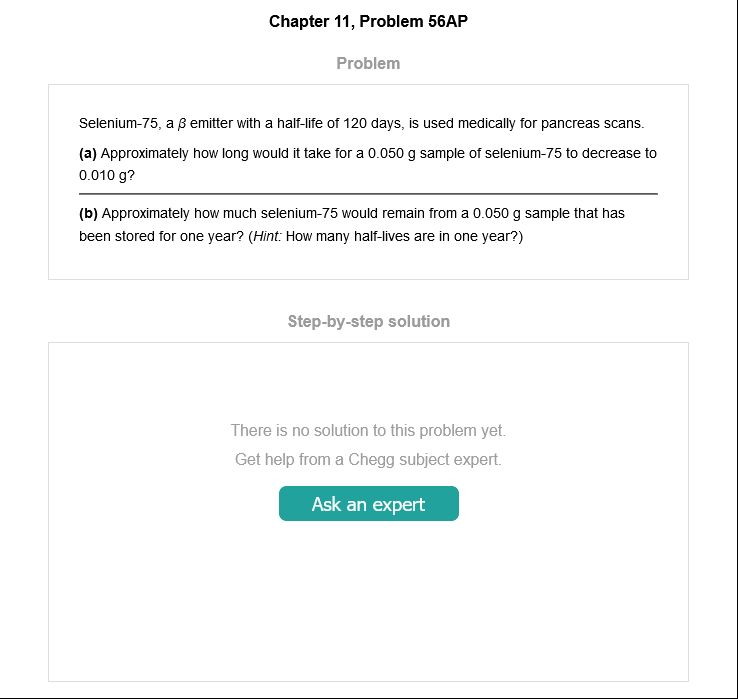 Chapter 11, Problem 56AP
Problem
Selenium-75, a β emitter with a half-life of 120 days, is used medically for pancreas scans.
(a) Approximately how long would it take for a 0.050 g sample of selenium-75 to decrease to
0.010 g?
(b) Approximately how much selenium-75 would remain from a 0.050 g sample that has
been stored for one year? (Hint: How many half-lives are in one year?)
Step-by-step solution
There is no solution to this problem yet.
Get help from a Chegg subject expert.
Ask an expert